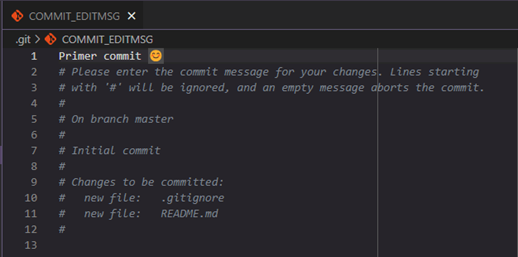 COMMIT_EDITMSG
.git > COMMIT_EDITMSG
1 Primer commit 😊
2 # Please enter the commit message for your changes. Lines starting
3 # with '#' will be ignored, and an empty message aborts the commit.
4 #
5 # On branch master
6 #
7 # Initial commit
8 #
9 # Changes to be committed:
10 #   new file:   .gitignore
11 #   new file:   README.md
12 #
13